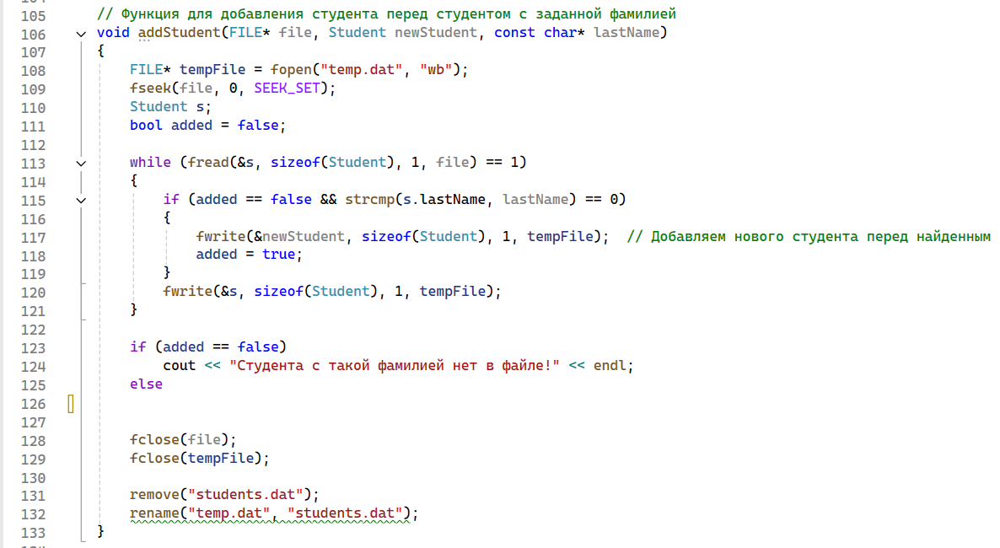 105 // Функция для добавления студента перед студентом с заданной фамилией
106 void addStudent(FILE* file, Student newStudent, const char* lastName)
107 {
108 FILE* tempFile = fopen("temp.dat", "wb");
109 fseek(file, 0, SEEK_SET);
110 Student s;
111 bool added = false;
112
113 while (fread(&s, sizeof(Student), 1, file) == 1)
114 {
115 if (added == false && strcmp(s.lastName, lastName) == 0)
116 {
117 fwrite(&newStudent, sizeof(Student), 1, tempFile); // Добавляем нового студента перед найденным
118 added = true;
119 }
120 fwrite(&s, sizeof(Student), 1, tempFile);
121 }
122
123 if (added == false)
124 cout << "Студента с такой фамилией нет в файле!" << endl;
125 else
126
127
128 fclose(file);
129 fclose(tempFile);
130
131 remove("students.dat");
132 rename("temp.dat", "students.dat");
133 }